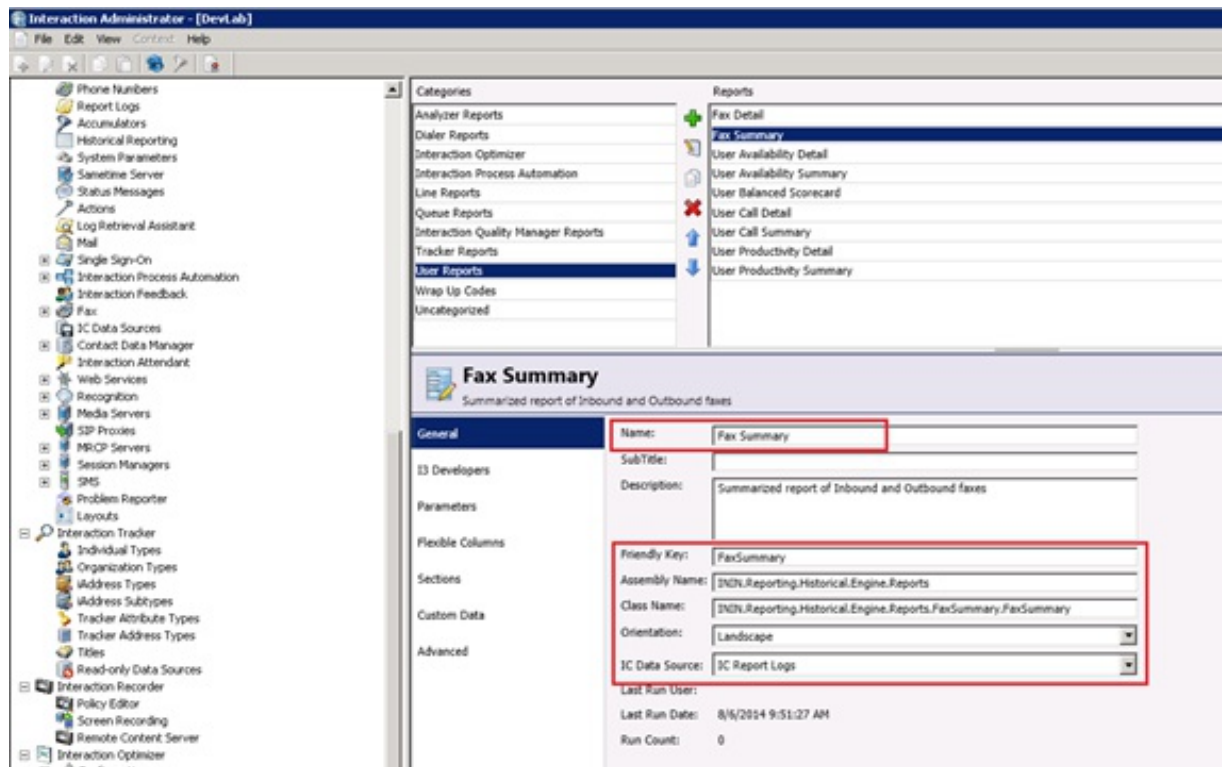 Interaction Administrator - [DevLab]
File Edit View Context Help
Phone Numbers
Report Logs
Accumulators
Historical Reporting
System Parameters
Sametime Server
Status Messages
Actions
Log Retrieval Assistant
Mail
Single Sign-On
Interaction Process Automation
Interaction Feedback
Fax
IC Data Sources
Contact Data Manager
Interaction Attendant
Web Services
Recognition
Media Servers
SIP Proxies
MRCP Servers
Session Managers
SMS
Problem Reporter
Layouts
Interaction Tracker
Individual Types
Organization Types
iAddress Types
iAddress Subtypes
Tracker Attribute Types
Tracker Address Types
Titles
Read-only Data Sources
Interaction Recorder
Policy Editor
Screen Recording
Remote Content Server
Interaction Optimizer
Categories
Analyzer Reports
Dialer Reports
Interaction Optimizer
Interaction Process Automation
Line Reports
Queue Reports
Interaction Quality Manager Reports
Tracker Reports
User Reports
Wrap Up Codes
Uncategorized
Reports
Fax Detail
Fax Summary
User Availability Detail
User Availability Summary
User Balanced Scorecard
User Call Detail
User Call Summary
User Productivity Detail
User Productivity Summary
Fax Summary
Summarized report of Inbound and Outbound faxes
General
I3 Developers
Parameters
Flexible Columns
Sections
Custom Data
Advanced
Name: Fax Summary
SubTitle:
Description: Summarized report of Inbound and Outbound faxes
Friendly Key: FaxSummary
Assembly Name: ININ.Reporting.Historical.Engine.Reports
Class Name: ININ.Reporting.Historical.Engine.Reports.FaxSummary.FaxSummary
Orientation: Landscape
IC Data Source: IC Report Logs
Last Run User:
Last Run Date: 8/6/2014 9:51:27 AM
Run Count: 0